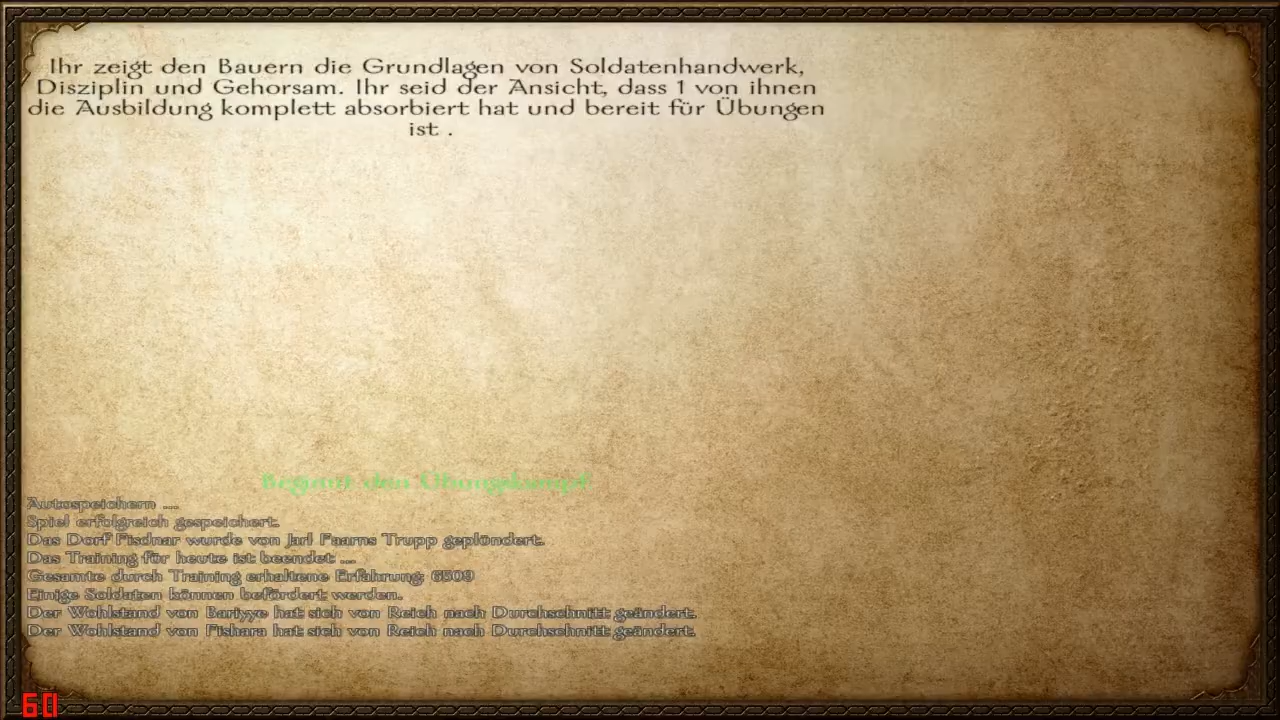 Ihr zeigt den Bauern die Grundlagen von Soldatenhandwerk,
Disziplin und Gehorsam. Ihr seid der Ansicht, dass 1 von ihnen
die Ausbildung komplett absorbiert hat und bereit für Übungen
ist .
Beginnt den Übungskampf!
Autospeichern ...
Spiel erfolgreich gespeichert.
Das Dorf Fisdnar wurde von Jarl Faarns Trupp geplündert.
Das Training für heute ist beendet ...
Gesamte durch Training erhaltene Erfahrung: 6509
Einige Soldaten können befördert werden.
Der Wohlstand von Bariyye hat sich von Reich nach Durchschnitt geändert.
Der Wohlstand von Fishara hat sich von Reich nach Durchschnitt geändert.
60